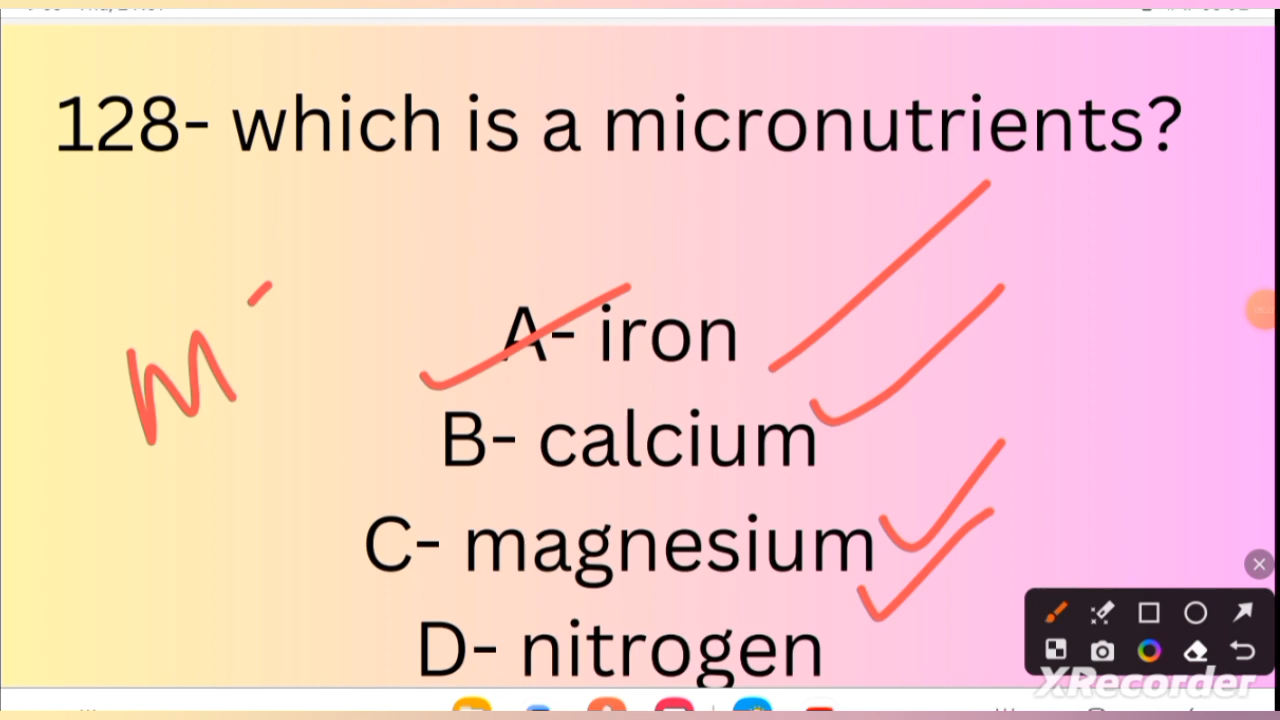 128- which is a micronutrients?
M
A- iron
B- calcium
C- magnesium
D- nitrogen
XRecorder